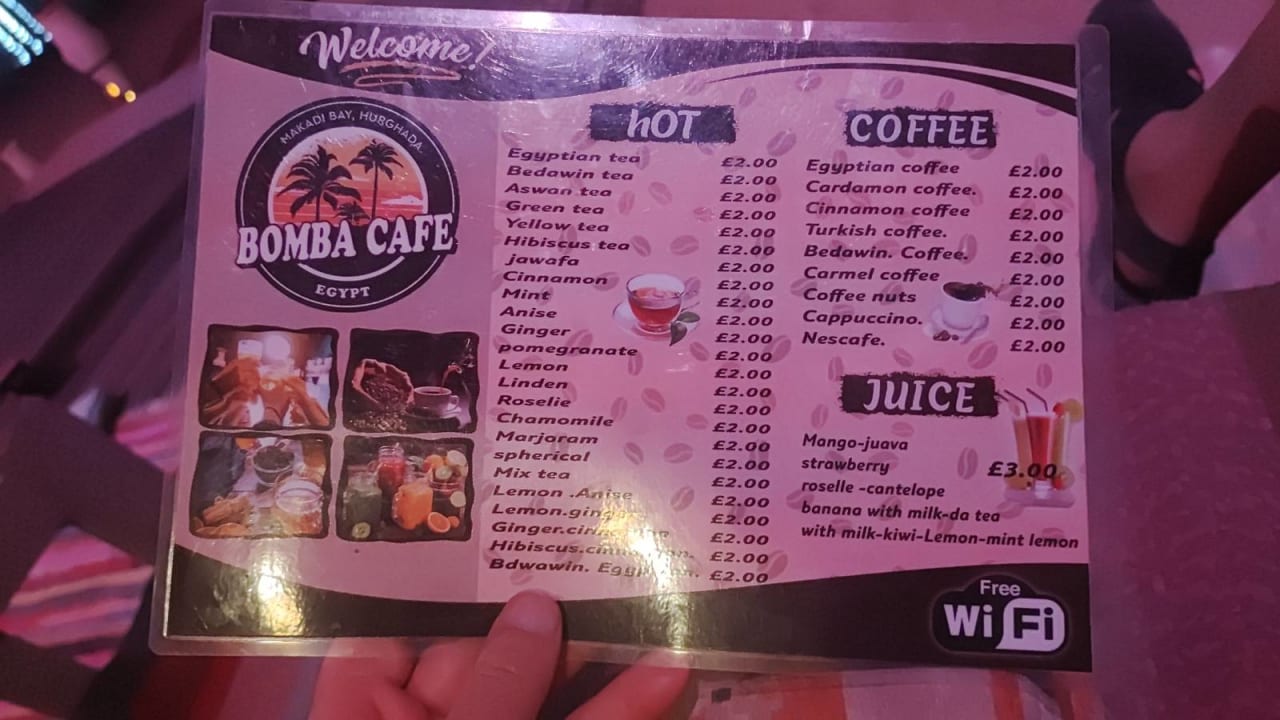 Welcome!
MAKADI BAY, HURGHADA
BOMBA CAFE
EGYPT
hOT
Egyptian tea £2.00
Bedawin tea £2.00
Aswan tea £2.00
Green tea £2.00
Yellow tea £2.00
Hibiscus tea £2.00
jawafa £2.00
Cinnamon £2.00
Mint £2.00
Anise £2.00
Ginger £2.00
pomegranate £2.00
Lemon £2.00
Linden £2.00
Roselie £2.00
Chamomile £2.00
Marjaram £2.00
spherical £2.00
Mix tea £2.00
Lemon .Anise £2.00
Lemon.ginger £2.00
£2.00
£2.00
Bdwawin. £2.00
COFFEE
Egyptian coffee £2.00
Cardamon coffee. £2.00
Cinnamon coffee £2.00
Turkish coffee. £2.00
Bedawin. Coffee. £2.00
Carmel coffee £2.00
Coffee nuts £2.00
Cappuccino. £2.00
Nescafe. £2.00
JUICE
Mango-juava
strawberry £3.00
roselle -cantelope
banana with milk-da tea
with milk-kiwi-Lemon-mint lemon
Free
WiFi